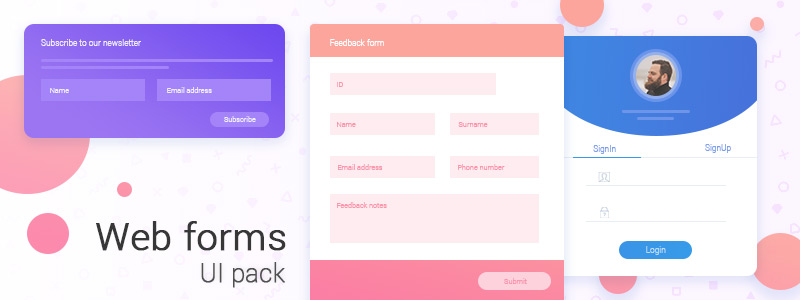 Subscribe to our newsletter
Name
Email address
Subscribe
Web forms
UI pack
Feedback form
ID
Name
Surname
Email address
Phone number
Feedback notes
Submit
SignIn
SignUp
Login